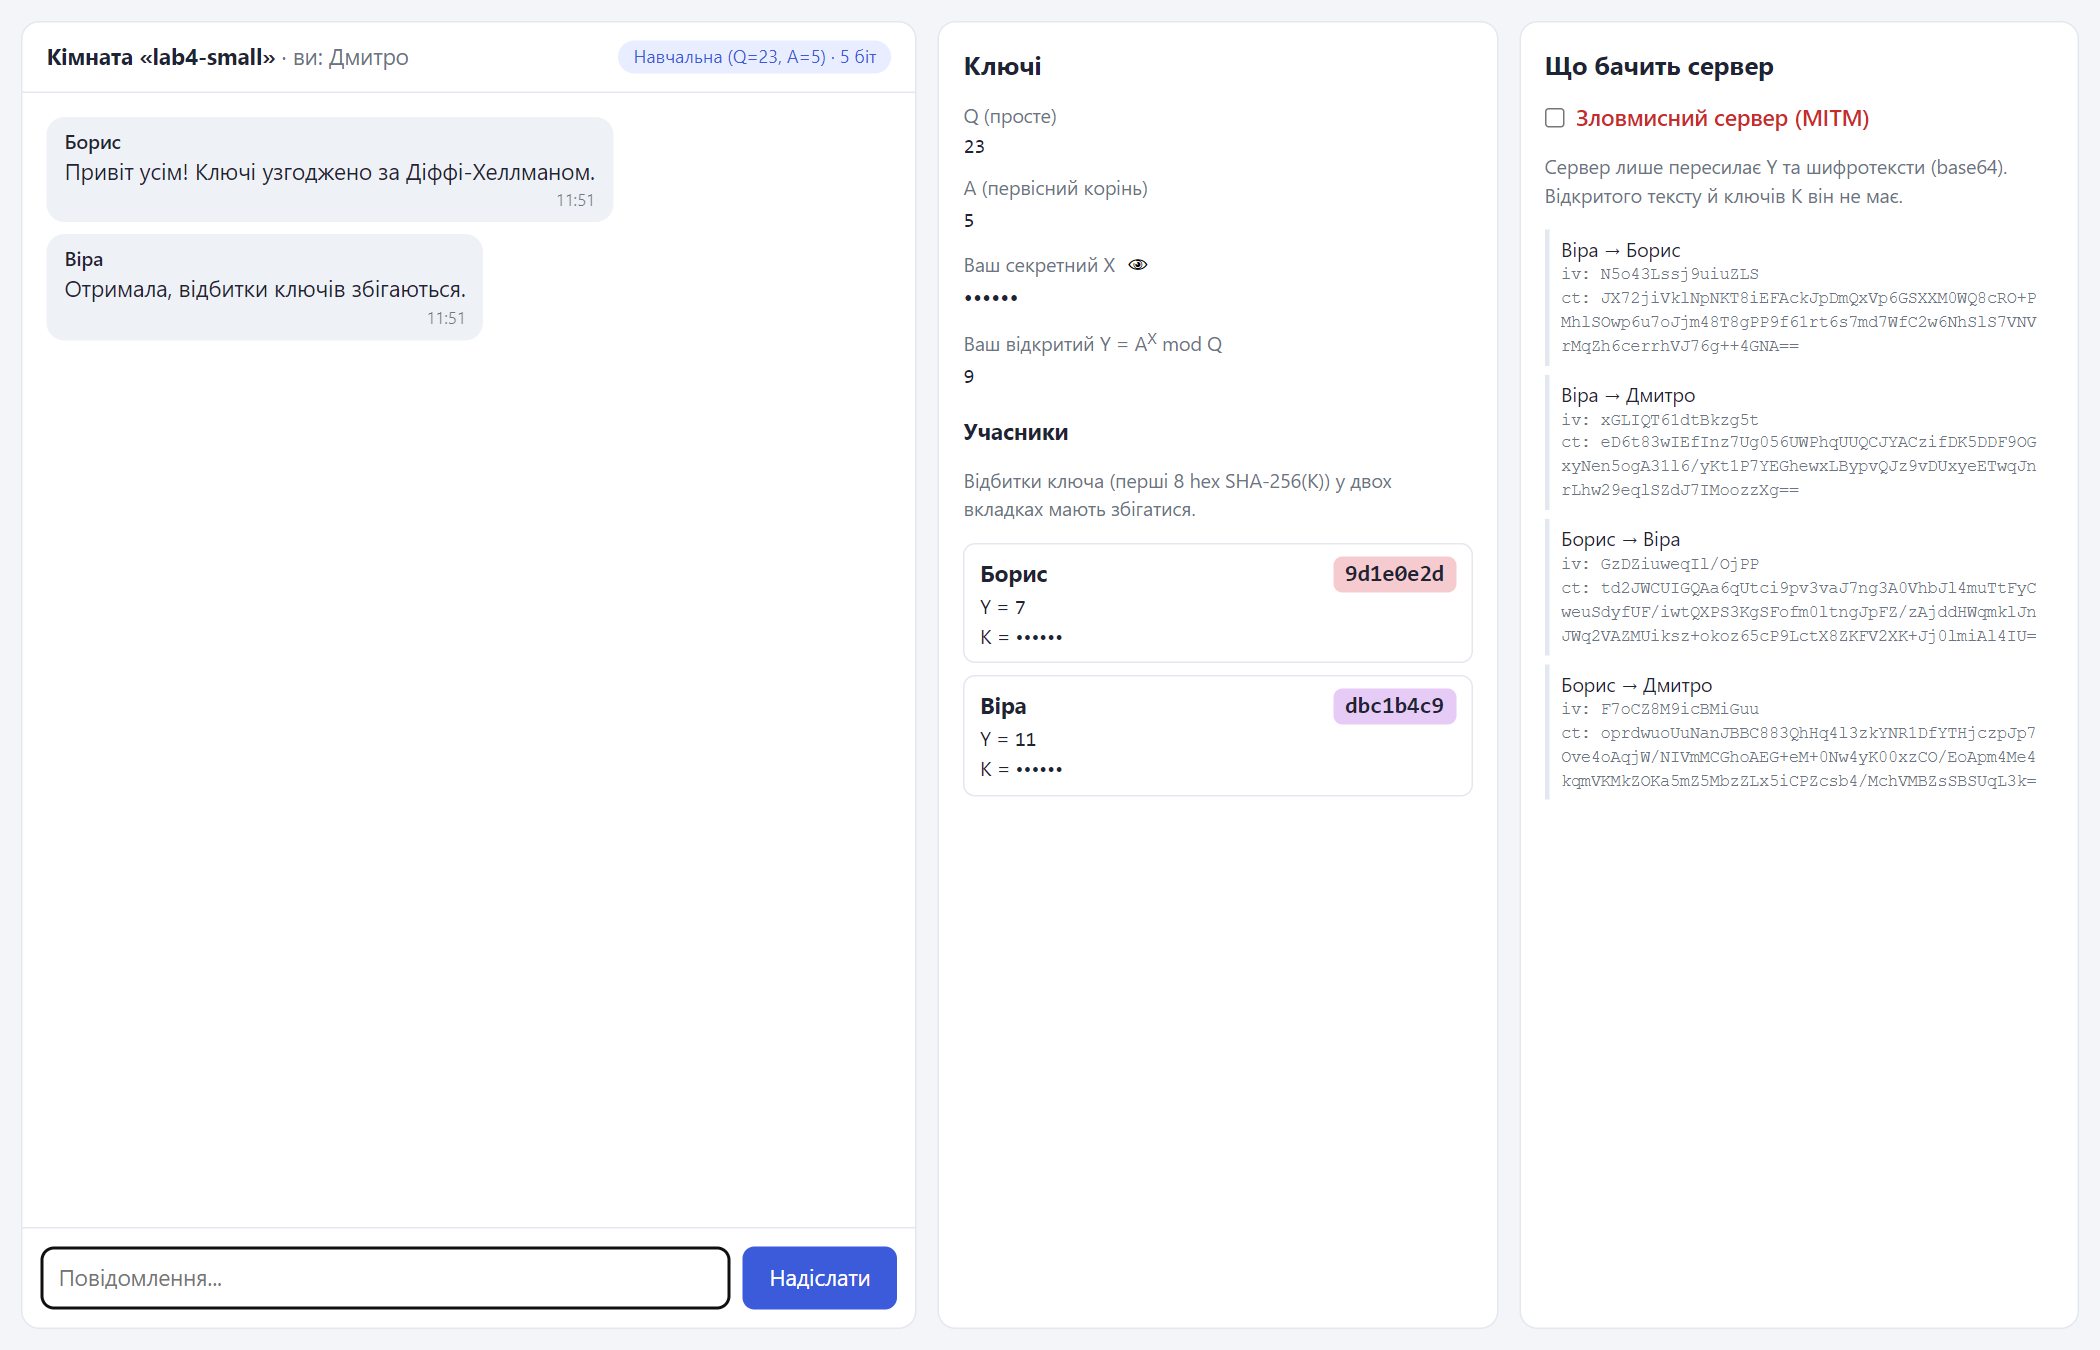 Кімната «lab4-small» · ви: Дмитро
Навчальна (Q=23, A=5) · 5 біт
Борис
Привіт усім! Ключі узгоджено за Діффі-Хеллманом.
11:51
Віра
Отримала, відбитки ключів збігаються.
11:51
Повідомлення...
Надіслати
Ключі
Q (просте)
23
A (первісний корінь)
5
Ваш секретний X
••••••
Ваш відкритий Y = A^X mod Q
9
Учасники
Відбитки ключа (перші 8 hex SHA-256(K)) у двох
вкладках мають збігатися.
Борис
9d1e0e2d
Y = 7
K = ••••••
Віра
dbc1b4c9
Y = 11
K = ••••••
Що бачить сервер
Зловмисний сервер (MITM)
Сервер лише пересилає Y та шифротексти (base64).
Відкритого тексту й ключів K він не має.
Віра → Борис
iv: N5o43Lssj9uiuZLS
ct: JX72jiVklNpNKT8iEFAckJpDmQxVp6GSXXM0WQ8cRO+P
MhlSOwp6u7oJjm48T8gPP9f61rt6s7md7WfC2w6NhSlS7VNV
rMqZh6cerrhVJ76g++4GNA==
Віра → Дмитро
iv: xGLIQT61dtBkzg5t
ct: eD6t83wIEfInz7Ug056UWPhqUUQCJYACzifDK5DDF9OG
xyNen5ogA31l6/yKt1P7YEGhewxLBypvQJz9vDUxyeETwqJn
rLhw29eqlSZdJ7IMoozzXg==
Борис → Віра
iv: GzDZiuweqIl/OjPP
ct: td2JWCUIGQAa6qUtci9pv3vaJ7ng3A0VhbJl4muTtFyC
weuSdyfUF/iwtQXPS3KgSFofm0ltngJpFZ/zAjddHWqmklJn
JWq2VAZMUiksz+okoz65cP9LctX8ZKFV2XK+Jj0lmiAl4IU=
Борис → Дмитро
iv: F7oCZ8M9icBMiGuu
ct: oprdwuoUuNanJBBC883QhHq4l3zkYNR1DfYTHjczpJp7
Ove4oAqjW/NIVmMCGhoAEG+eM+0Nw4yK00xzCO/EoApm4Me4
kqmVKMkZOKa5mZ5MbzZLx5iCPZcsb4/MchVMBZsSBSUqL3k=